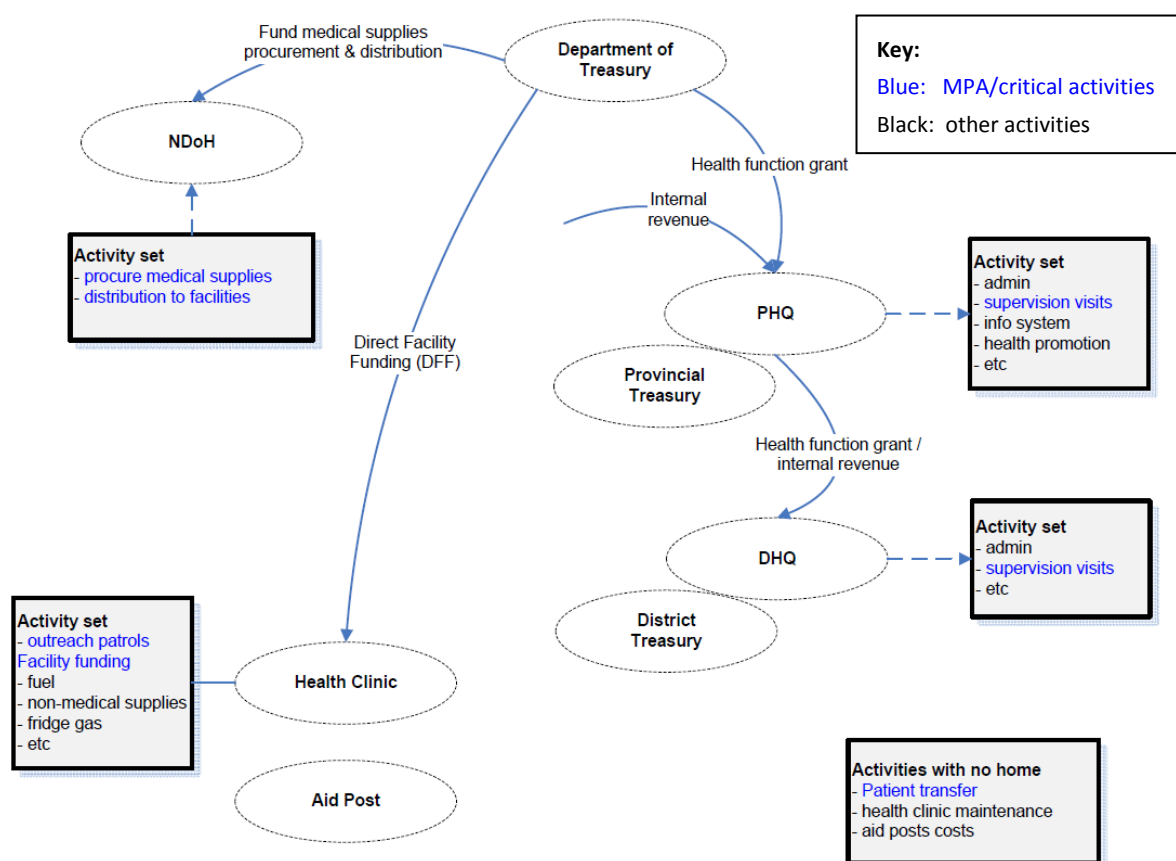 Fund medical supplies
procurement & distribution
Department of
Treasury
Key:
Blue:   MPA/critical activities
Black:  other activities
NDoH
Health function grant
Internal
revenue
Activity set
- procure medical supplies
- distribution to facilities
Activity set
- admin
- supervision visits
- info system
- health promotion
- etc
PHQ
Direct Facility
Funding (DFF)
Provincial
Treasury
Health function grant /
internal revenue
Activity set
- admin
- supervision visits
- etc
DHQ
District
Treasury
Activity set
- outreach patrols
Facility funding
- fuel
- non-medical supplies
- fridge gas
- etc
Health Clinic
Aid Post
Activities with no home
- Patient transfer
- health clinic maintenance
- aid posts costs